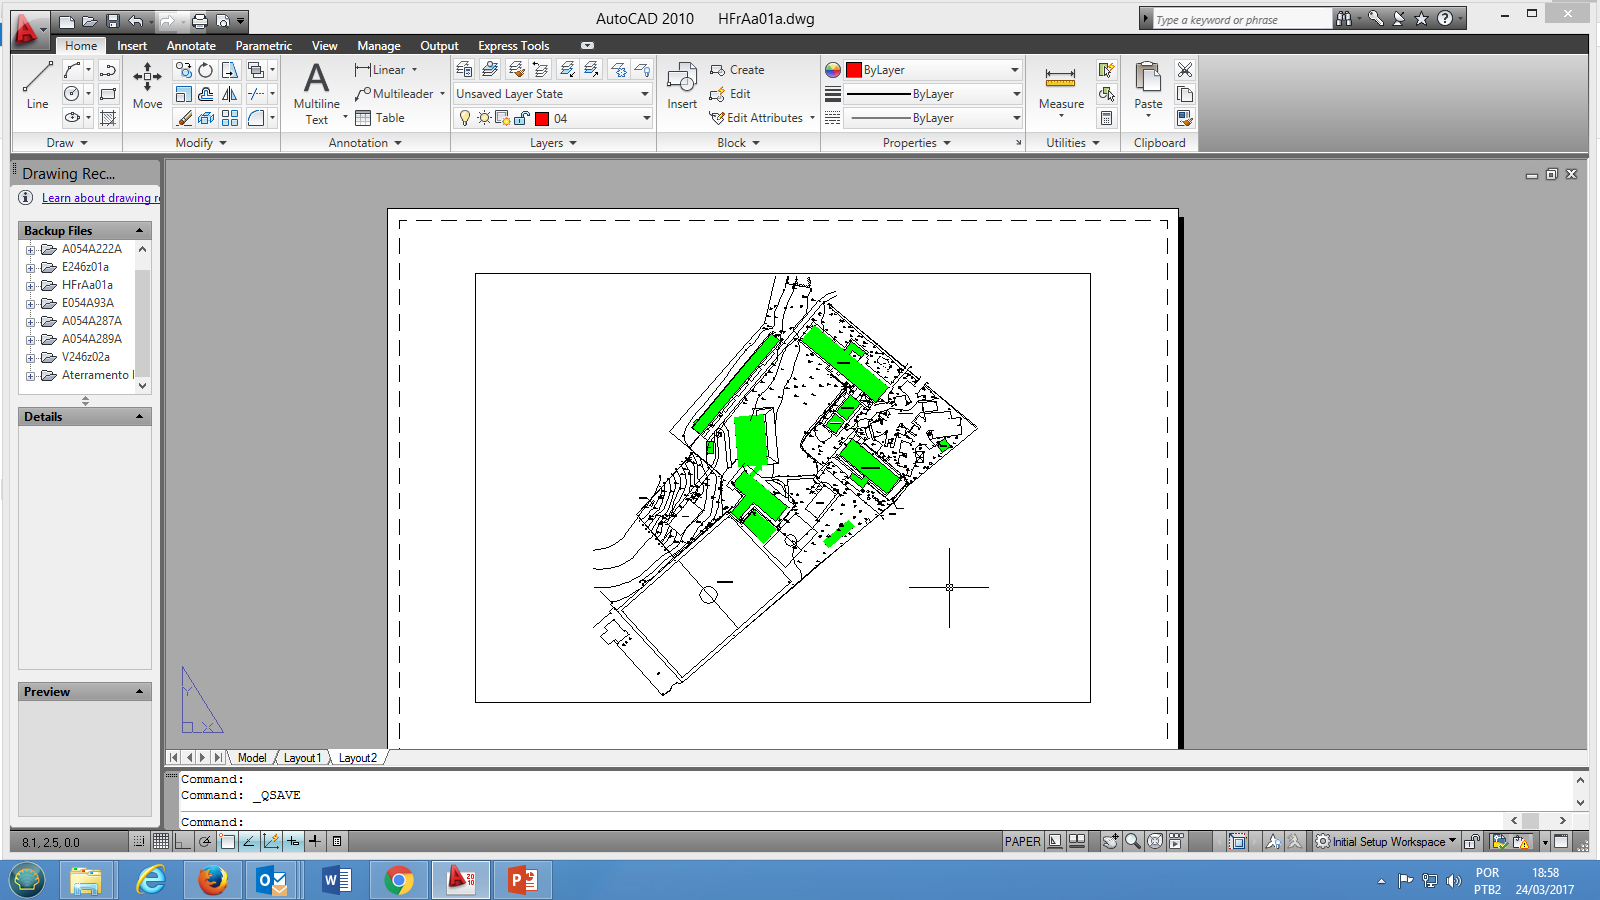 AutoCAD 2010 HFrAa01a.dwg
Type a keyword or phrase
Home Insert Annotate Parametric View Manage Output Express Tools
Line
Move
Multiline
Text
Linear
Multileader
Table
Unsaved Layer State
04
Insert
Create
Edit
Edit Attributes
ByLayer
ByLayer
ByLayer
Measure
Paste
Draw Modify Annotation Layers Block Properties Utilities Clipboard
Drawing Rec...
Learn about drawing r
Backup Files
A054A222A
E246z01a
HFrAa01a
E054A93A
A054A287A
A054A289A
V246z02a
Aterramento
Details
Preview
Y
X
Model Layout1 Layout2
Command:
Command: _QSAVE
Command:
8.1, 2.5, 0.0
PAPER
Initial Setup Workspace
2010
POR
PTB2
18:58
24/03/2017